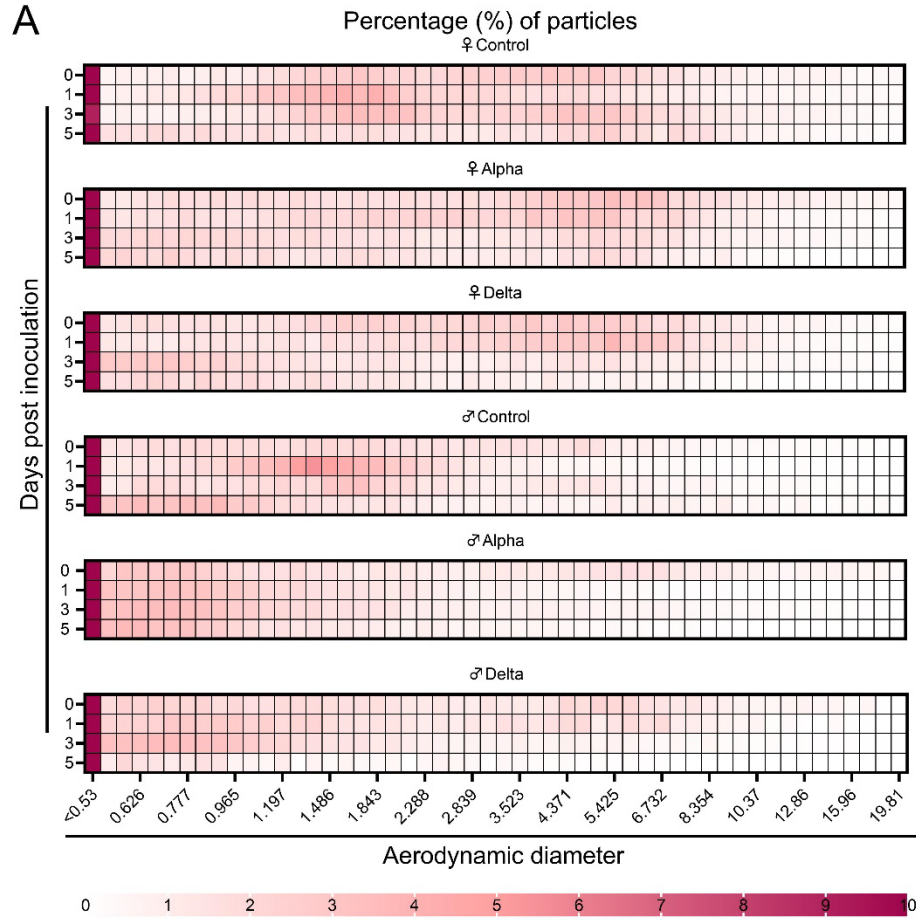 A
Percentage (%) of particles
♀ Control
0
1
3
5
♀ Alpha
0
1
3
5
♀ Delta
0
1
3
5
♂ Control
0
1
3
5
♂ Alpha
0
1
3
5
♂ Delta
0
1
3
5
Days post inoculation
<0.53 0.626 0.777 0.965 1.197 1.486 1.843 2.288 2.839 3.523 4.371 5.425 6.732 8.354 10.37 12.86 15.96 19.81
Aerodynamic diameter
0 1 2 3 4 5 6 7 8 9 10